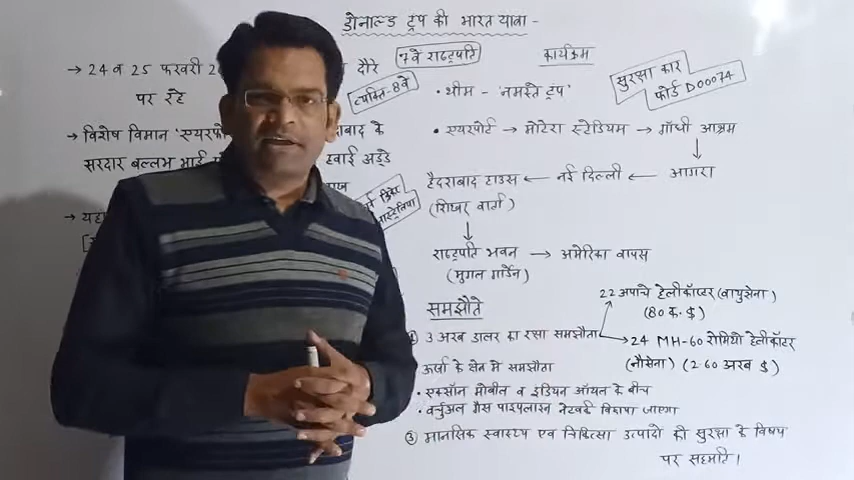 डोनाल्ड ट्रंप की भारत यात्रा -
→ 24 व 25 फरवरी 2 दौरे
पर रहे
→ विशेष विमान 'एयरफो दाबाद के
सरदार बल्लभ भाई हवाई अड्डे
→ यहा
7 वें राष्ट्रपति
व्यक्ति-8वें
कार्यक्रम
सुरक्षा कार
फोर्ड D00074
• थीम - 'नमस्ते ट्रंप'
• एयरपोर्ट → मोटेरा स्टेडियम → गाँधी आश्रम
↓
हैदराबाद हाउस ← नई दिल्ली ← आगरा
(शिखर वार्ता)
↓
राष्ट्रपति भवन → अमेरिका वापस
(मुगल गार्डन)
समझौते
22 अपाचे हेलीकॉप्टर (वायुसेना)
(80 क. $)
① 3 अरब डालर का रक्षा समझौता → 24 MH-60 रोमियो हेलीकॉप्टर
(नौसेना) (2.60 अरब $)
ऊर्जा के क्षेत्र मे समझौता
• एक्सॉन मोबील व इंडियन ऑयल के बीच
• वर्चुअल गैस पाइपलाइन नेटवर्क विकास जाएगा
③ मानसिक स्वास्थ्य एवं चिकित्सा उत्पादो की सुरक्षा के विषय
पर सहमति।